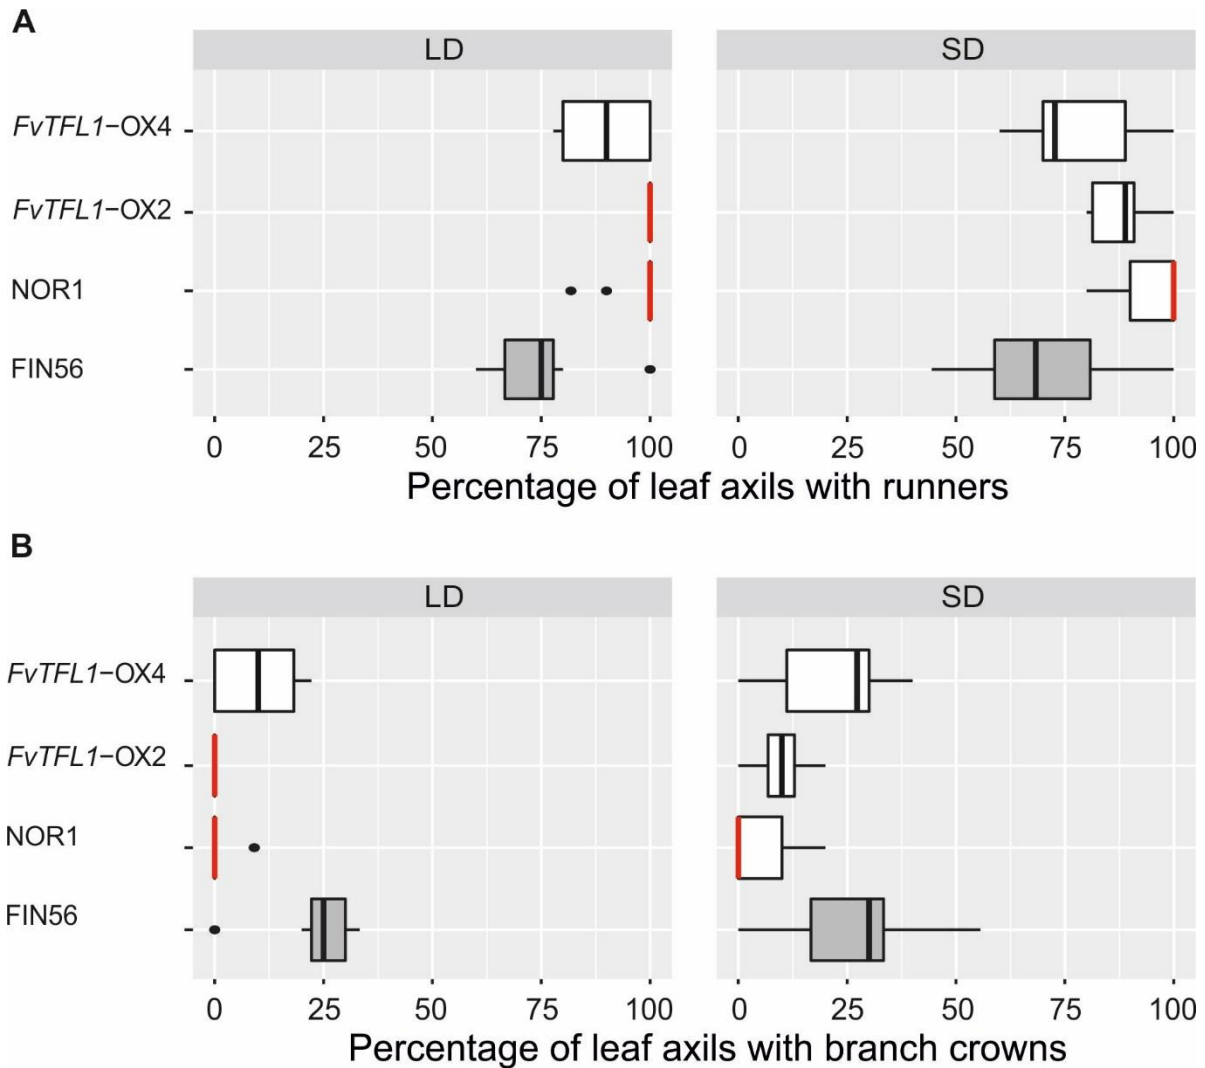 A
LD SD
FvTFL1-OX4
FvTFL1-OX2
NOR1
FIN56
0 25 50 75 100 0 25 50 75 100
Percentage of leaf axils with runners
B
LD SD
FvTFL1-OX4
FvTFL1-OX2
NOR1
FIN56
0 25 50 75 100 0 25 50 75 100
Percentage of leaf axils with branch crowns